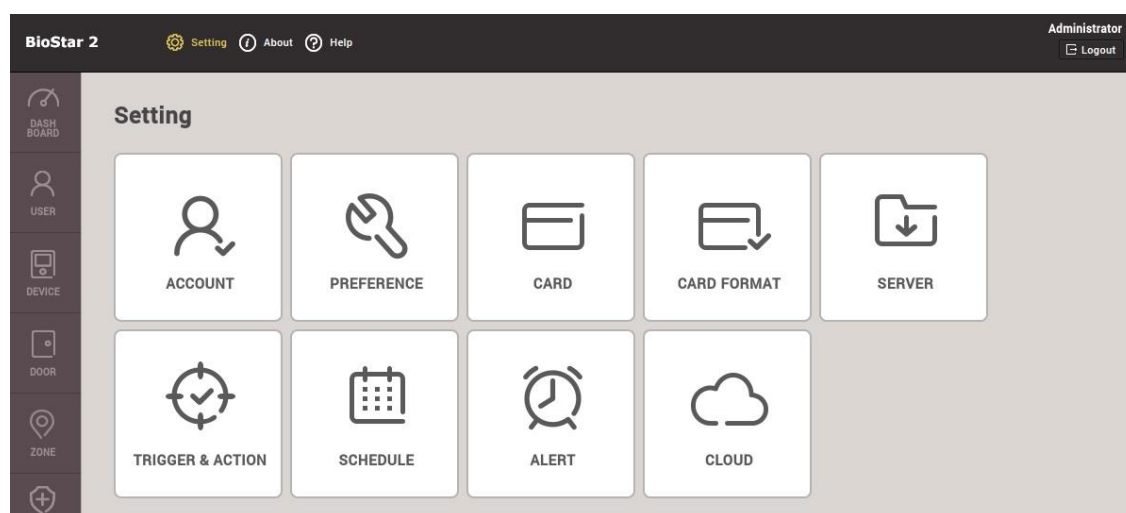 BioStar 2
Setting
About
Help
Administrator
Logout
DASH
BOARD
USER
DEVICE
DOOR
ZONE
Setting
ACCOUNT
PREFERENCE
CARD
CARD FORMAT
SERVER
TRIGGER & ACTION
SCHEDULE
ALERT
CLOUD